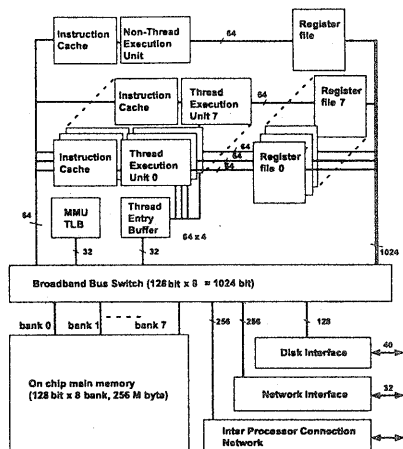 Instruction
Cache
Non-Thread
Execution
Unit
64
Register
file
Instruction
Cache
Thread
Execution
Unit 7
64
Register
file 7
Instruction
Cache
Thread
Execution
Unit 0
64
64
64
Register
file 0
MMU
TLB
Thread
Entry
Buffer
64 x 4
64
32
32
1024
Broadband Bus Switch (128 bit x 8 = 1024 bit)
bank 0
bank 1
bank 7
256
256
128
On chip main memory
(128 bit x 8 bank, 256 M byte)
Disk Interface
40
Network Interface
32
Inter Processor Connection
Network